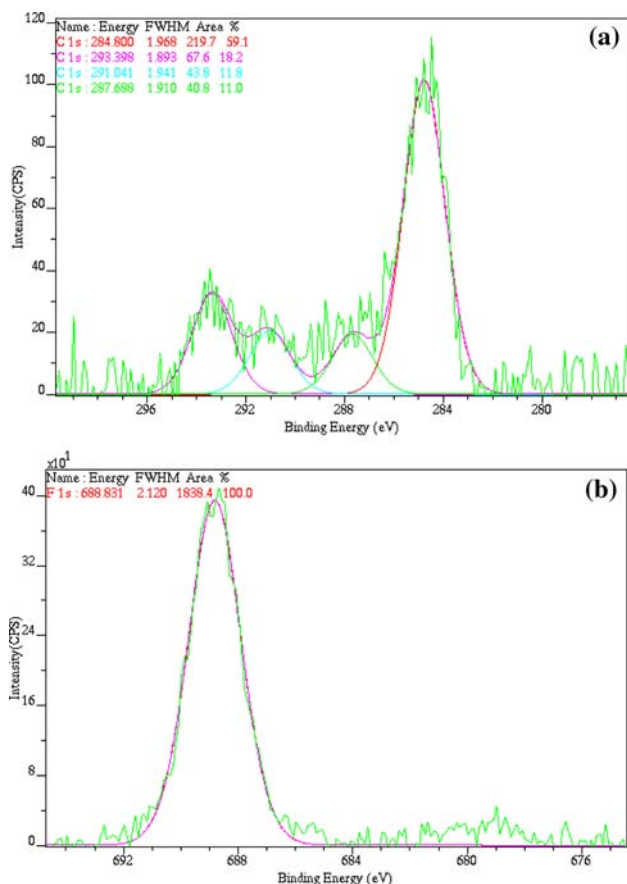 (a)
Name : Energy FWHM Area %
C 1s : 284.800 1.968 219.7 59.1
C 1s : 293.398 1.893 67.6 18.2
C 1s : 291.041 1.941 43.8 11.8
C 1s : 287.688 1.910 40.8 11.0
120
100
80
60
40
20
0
Intensity(CPS)
296 292 288 284 280
Binding Energy (eV)
(b)
x10¹
Name : Energy FWHM Area %
F 1s : 688.831 2.120 1838.4 100.0
40
32
24
16
8
0
Intensity(CPS)
692 688 684 680 676
Binding Energy (eV)